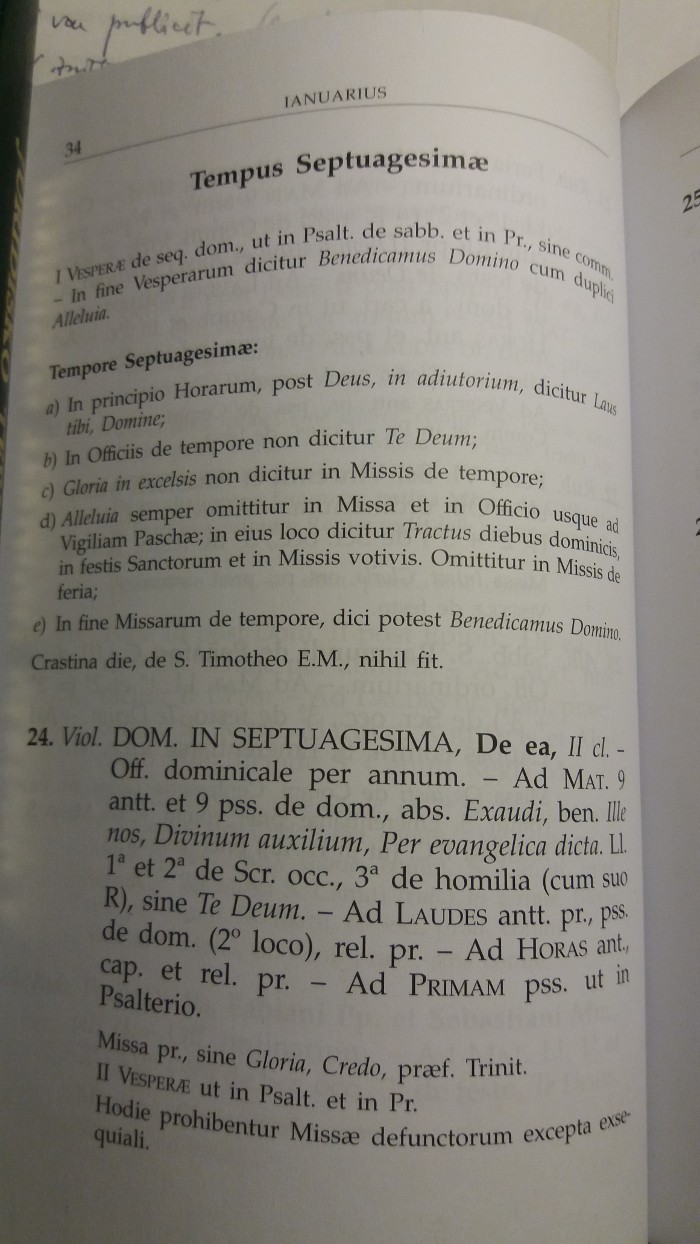 van publicet.
IANUARIUS
34
Tempus Septuagesimæ
I VESPERÆ de seq. dom., ut in Psalt. de sabb. et in Pr., sine comm.
– In fine Vesperarum dicitur Benedicamus Domino cum duplici
Alleluia.
Tempore Septuagesimæ:
a) In principio Horarum, post Deus, in adiutorium, dicitur Laus
tibi, Domine;
b) In Officiis de tempore non dicitur Te Deum;
c) Gloria in excelsis non dicitur in Missis de tempore;
d) Alleluia semper omittitur in Missa et in Officio usque ad
Vigiliam Paschæ; in eius loco dicitur Tractus diebus dominicis,
in festis Sanctorum et in Missis votivis. Omittitur in Missis de
feria;
e) In fine Missarum de tempore, dici potest Benedicamus Domino.
Crastina die, de S. Timotheo E.M., nihil fit.
24. Viol. DOM. IN SEPTUAGESIMA, De ea, II cl. -
Off. dominicale per annum. – Ad MAT. 9
antt. et 9 pss. de dom., abs. Exaudi, ben. Ille
nos, Divinum auxilium, Per evangelica dicta. Ll.
1ª et 2ª de Scr. occ., 3ª de homilia (cum suo
R), sine Te Deum. – Ad LAUDES antt. pr., pss.
de dom. (2º loco), rel. pr. – Ad HORAS ant.,
cap. et rel. pr. – Ad PRIMAM pss. ut in
Psalterio.
Missa pr., sine Gloria, Credo, præf. Trinit.
II VESPERÆ ut in Psalt. et in Pr.
Hodie prohibentur Missæ defunctorum excepta exse-
quiali.
25